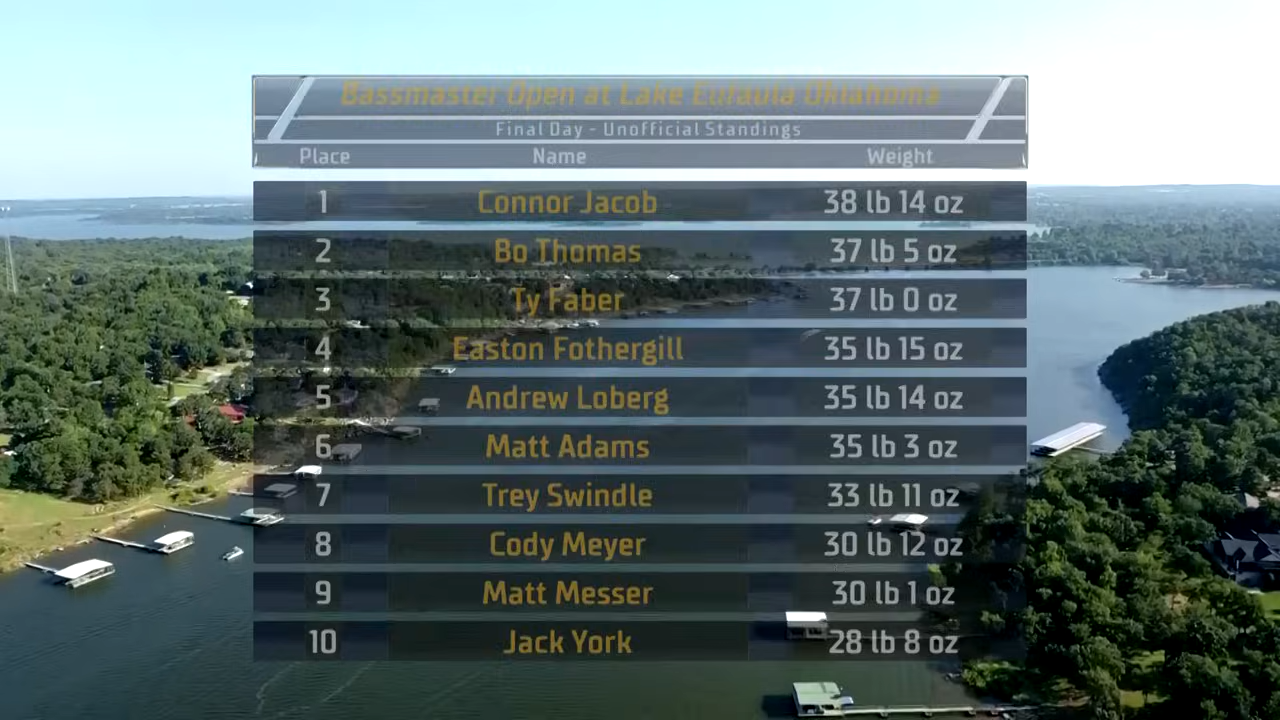 Bassmaster Open at Lake Eufaula Oklahoma
Final Day - Unofficial Standings
Place Name Weight
1 Connor Jacob 38 lb 14 oz
2 Bo Thomas 37 lb 5 oz
3 Ty Faber 37 lb 0 oz
4 Easton Fothergill 35 lb 15 oz
5 Andrew Loberg 35 lb 14 oz
6 Matt Adams 35 lb 3 oz
7 Trey Swindle 33 lb 11 oz
8 Cody Meyer 30 lb 12 oz
9 Matt Messer 30 lb 1 oz
10 Jack York 28 lb 8 oz